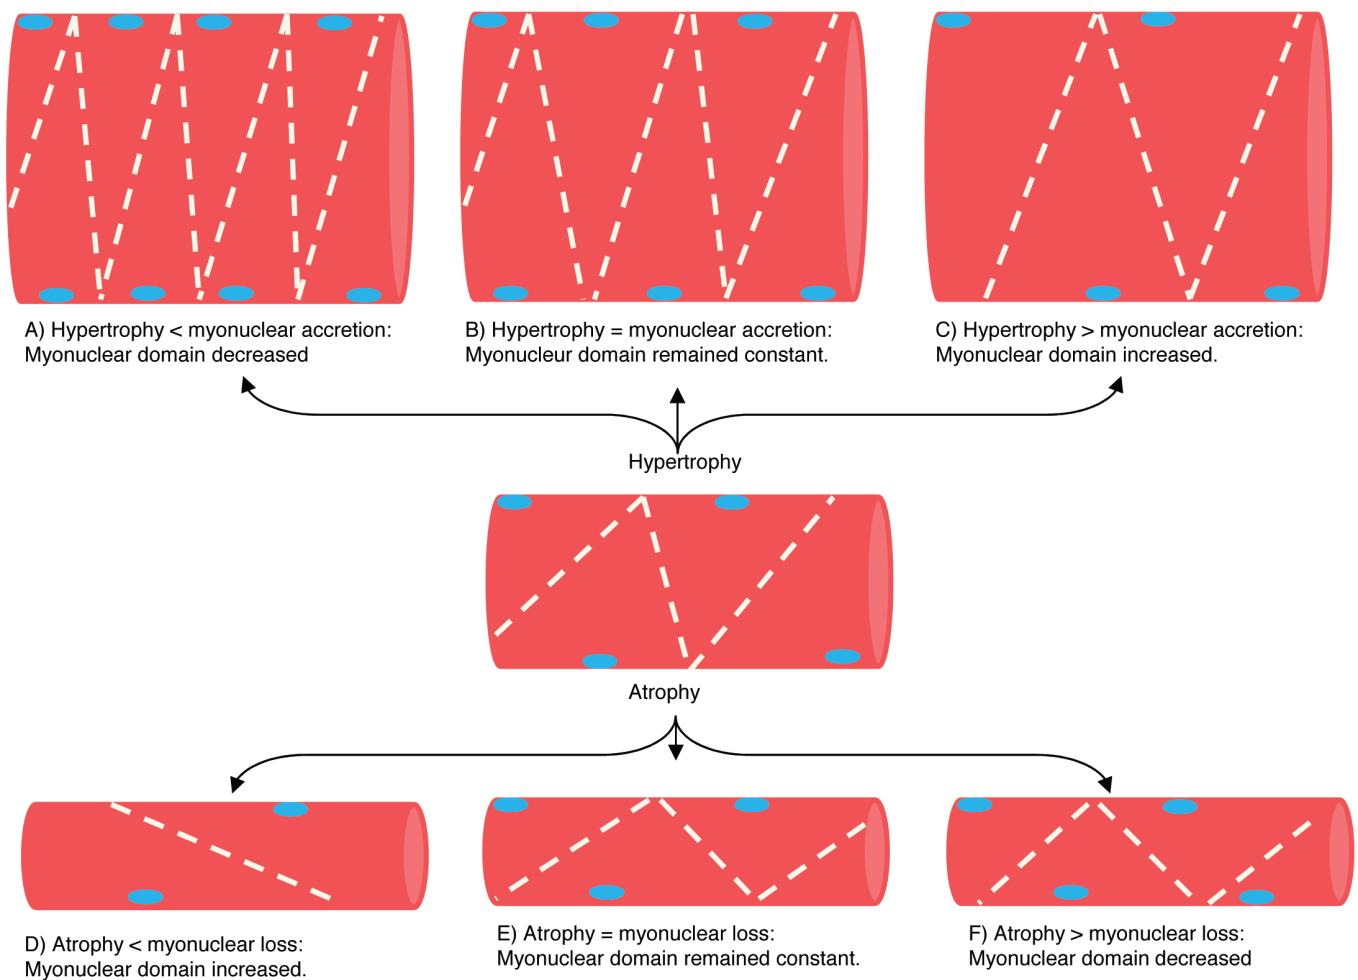 A) Hypertrophy < myonuclear accretion:
Myonuclear domain decreased
B) Hypertrophy = myonuclear accretion:
Myonucleur domain remained constant.
C) Hypertrophy > myonuclear accretion:
Myonuclear domain increased.
Hypertrophy
Atrophy
D) Atrophy < myonuclear loss:
Myonuclear domain increased.
E) Atrophy = myonuclear loss:
Myonuclear domain remained constant.
F) Atrophy > myonuclear loss:
Myonuclear domain decreased